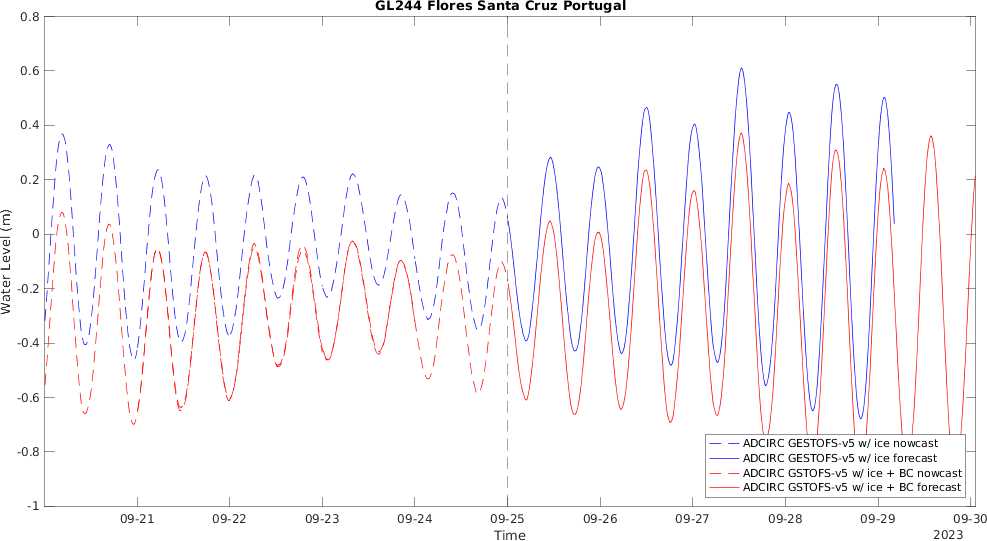 GL244 Flores Santa Cruz Portugal
0.8
0.6
0.4
0.2
0
-0.2
-0.4
-0.6
-0.8
-1
Water Level (m)
ADCIRC GESTOFS-v5 w/ ice nowcast
ADCIRC GESTOFS-v5 w/ ice forecast
ADCIRC GSTOFS-v5 w/ ice + BC nowcast
ADCIRC GSTOFS-v5 w/ ice + BC forecast
09-21 09-22 09-23 09-24 09-25 09-26 09-27 09-28 09-29 09-30
Time
2023